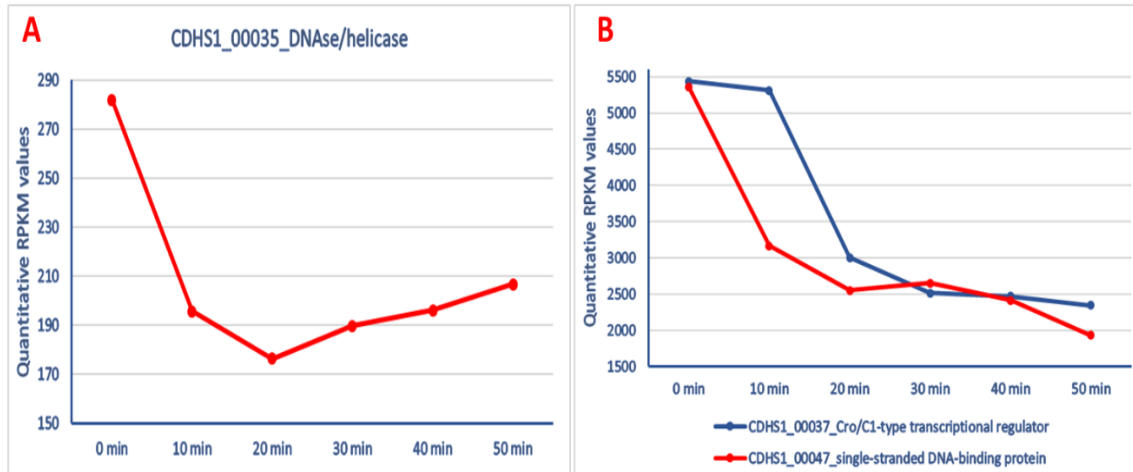 A
CDHS1_00035_DNAse/helicase
Quantitative RPKM values
290
270
250
230
210
190
170
150
0 min 10 min 20 min 30 min 40 min 50 min
B
Quantitative RPKM values
5500
5000
4500
4000
3500
3000
2500
2000
1500
0 min 10 min 20 min 30 min 40 min 50 min
CDHS1_00037_Cro/C1-type transcriptional regulator
CDHS1_00047_single-stranded DNA-binding protein